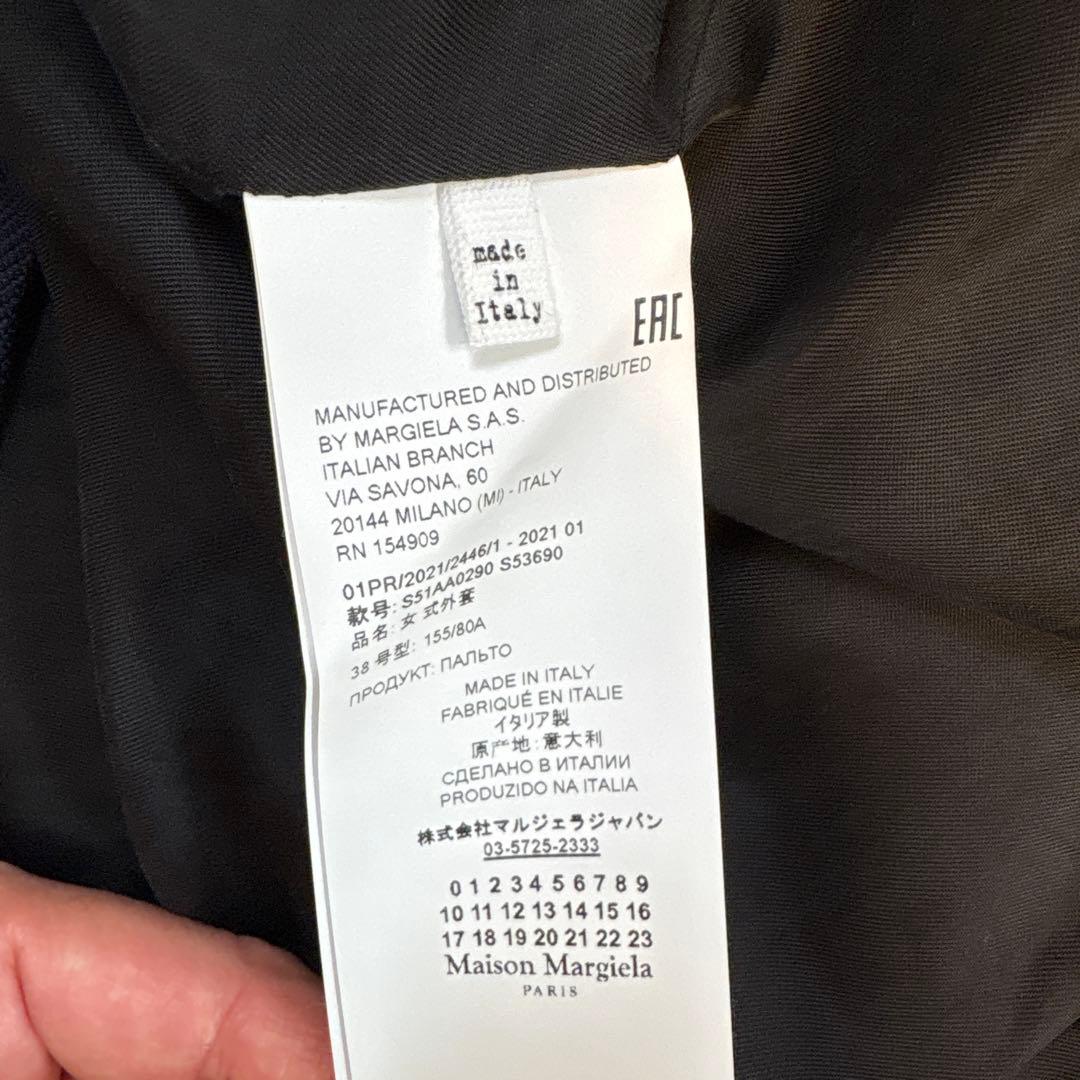 made
in
Italy
EAC
MANUFACTURED AND DISTRIBUTED
BY MARGIELA S.A.S.
ITALIAN BRANCH
VIA SAVONA, 60
20144 MILANO (MI) - ITALY
RN 154909
01PR/2021/2446/1 - 2021 01
款号: S51AA0290 S53690
品名: 女式外套
38 号型: 155/80A
ПРОДУКТ: ПАЛЬТО
MADE IN ITALY
FABRIQUÉ EN ITALIE
イタリア製
原产地: 意大利
СДЕЛАНО В ИТАЛИИ
PRODUZIDO NA ITALIA
株式会社マルジェラジャパン
03-5725-2333
0 1 2 3 4 5 6 7 8 9
10 11 12 13 14 15 16
17 18 19 20 21 22 23
Maison Margiela
PARIS